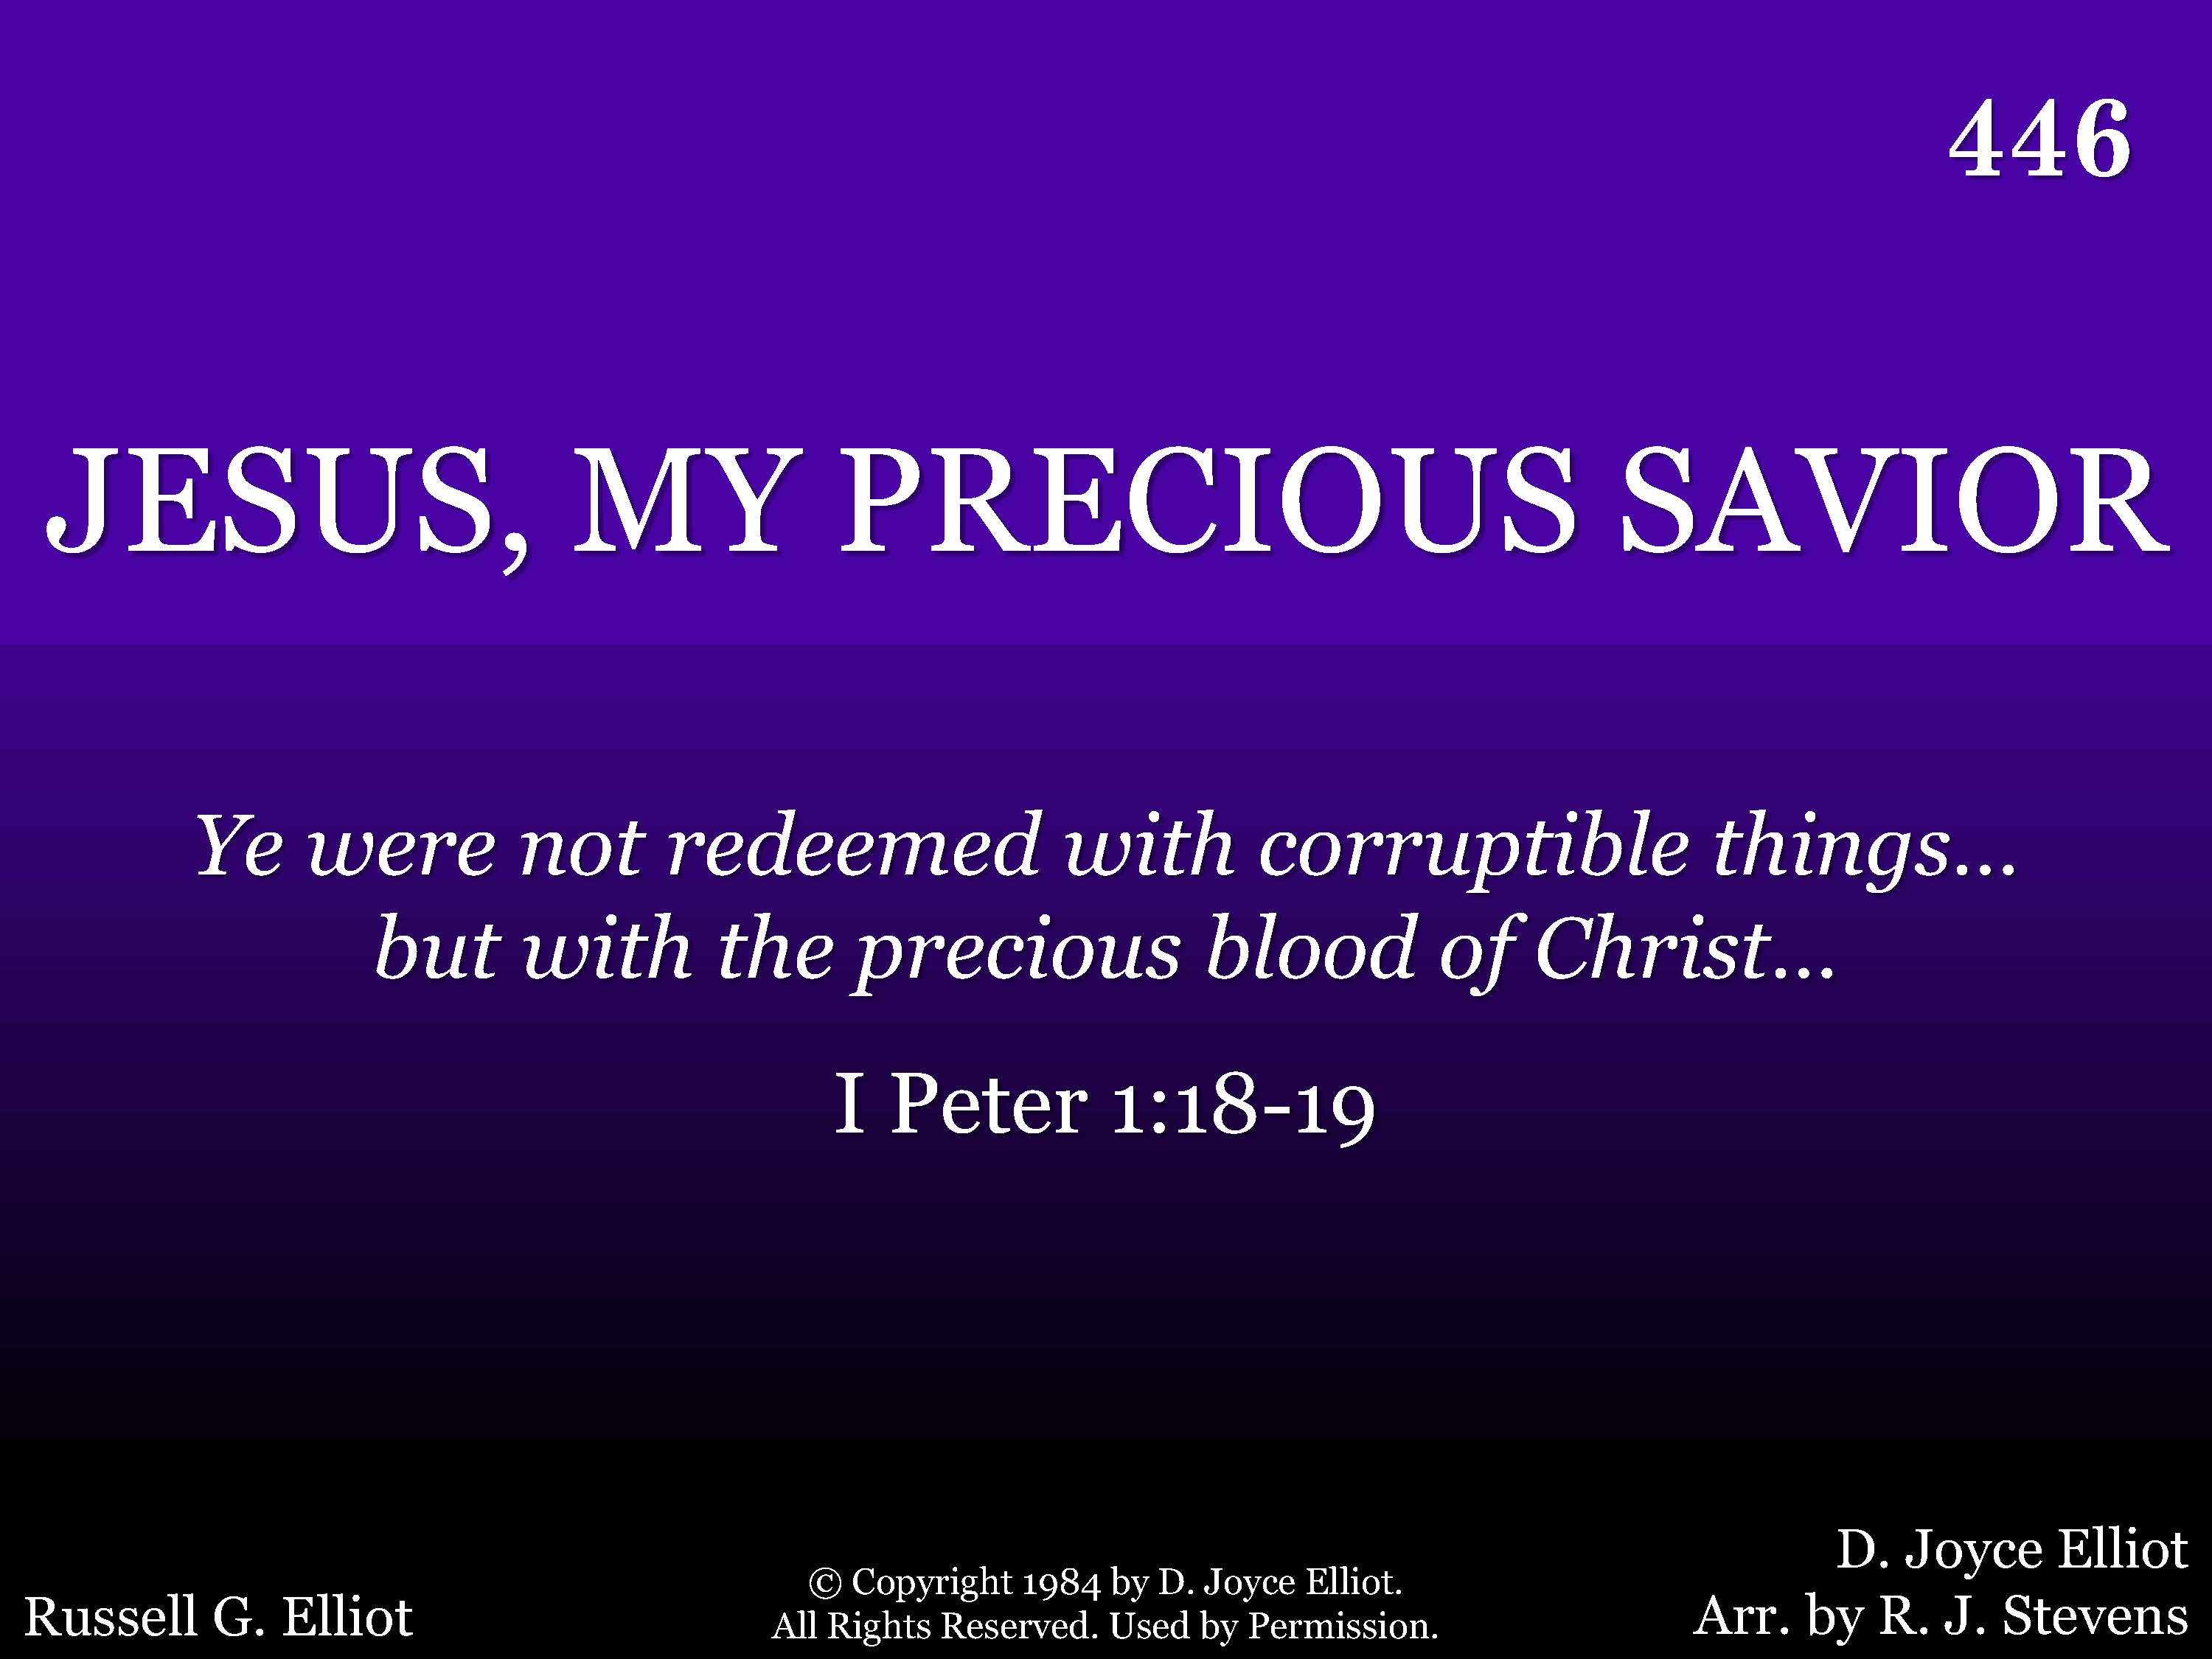 446
JESUS, MY PRECIOUS SAVIOR
Ye were not redeemed with corruptible things...
but with the precious blood of Christ...
I Peter 1:18-19
Russell G. Elliot
© Copyright 1984 by D. Joyce Elliot.
All Rights Reserved. Used by Permission.
D. Joyce Elliot
Arr. by R. J. Stevens